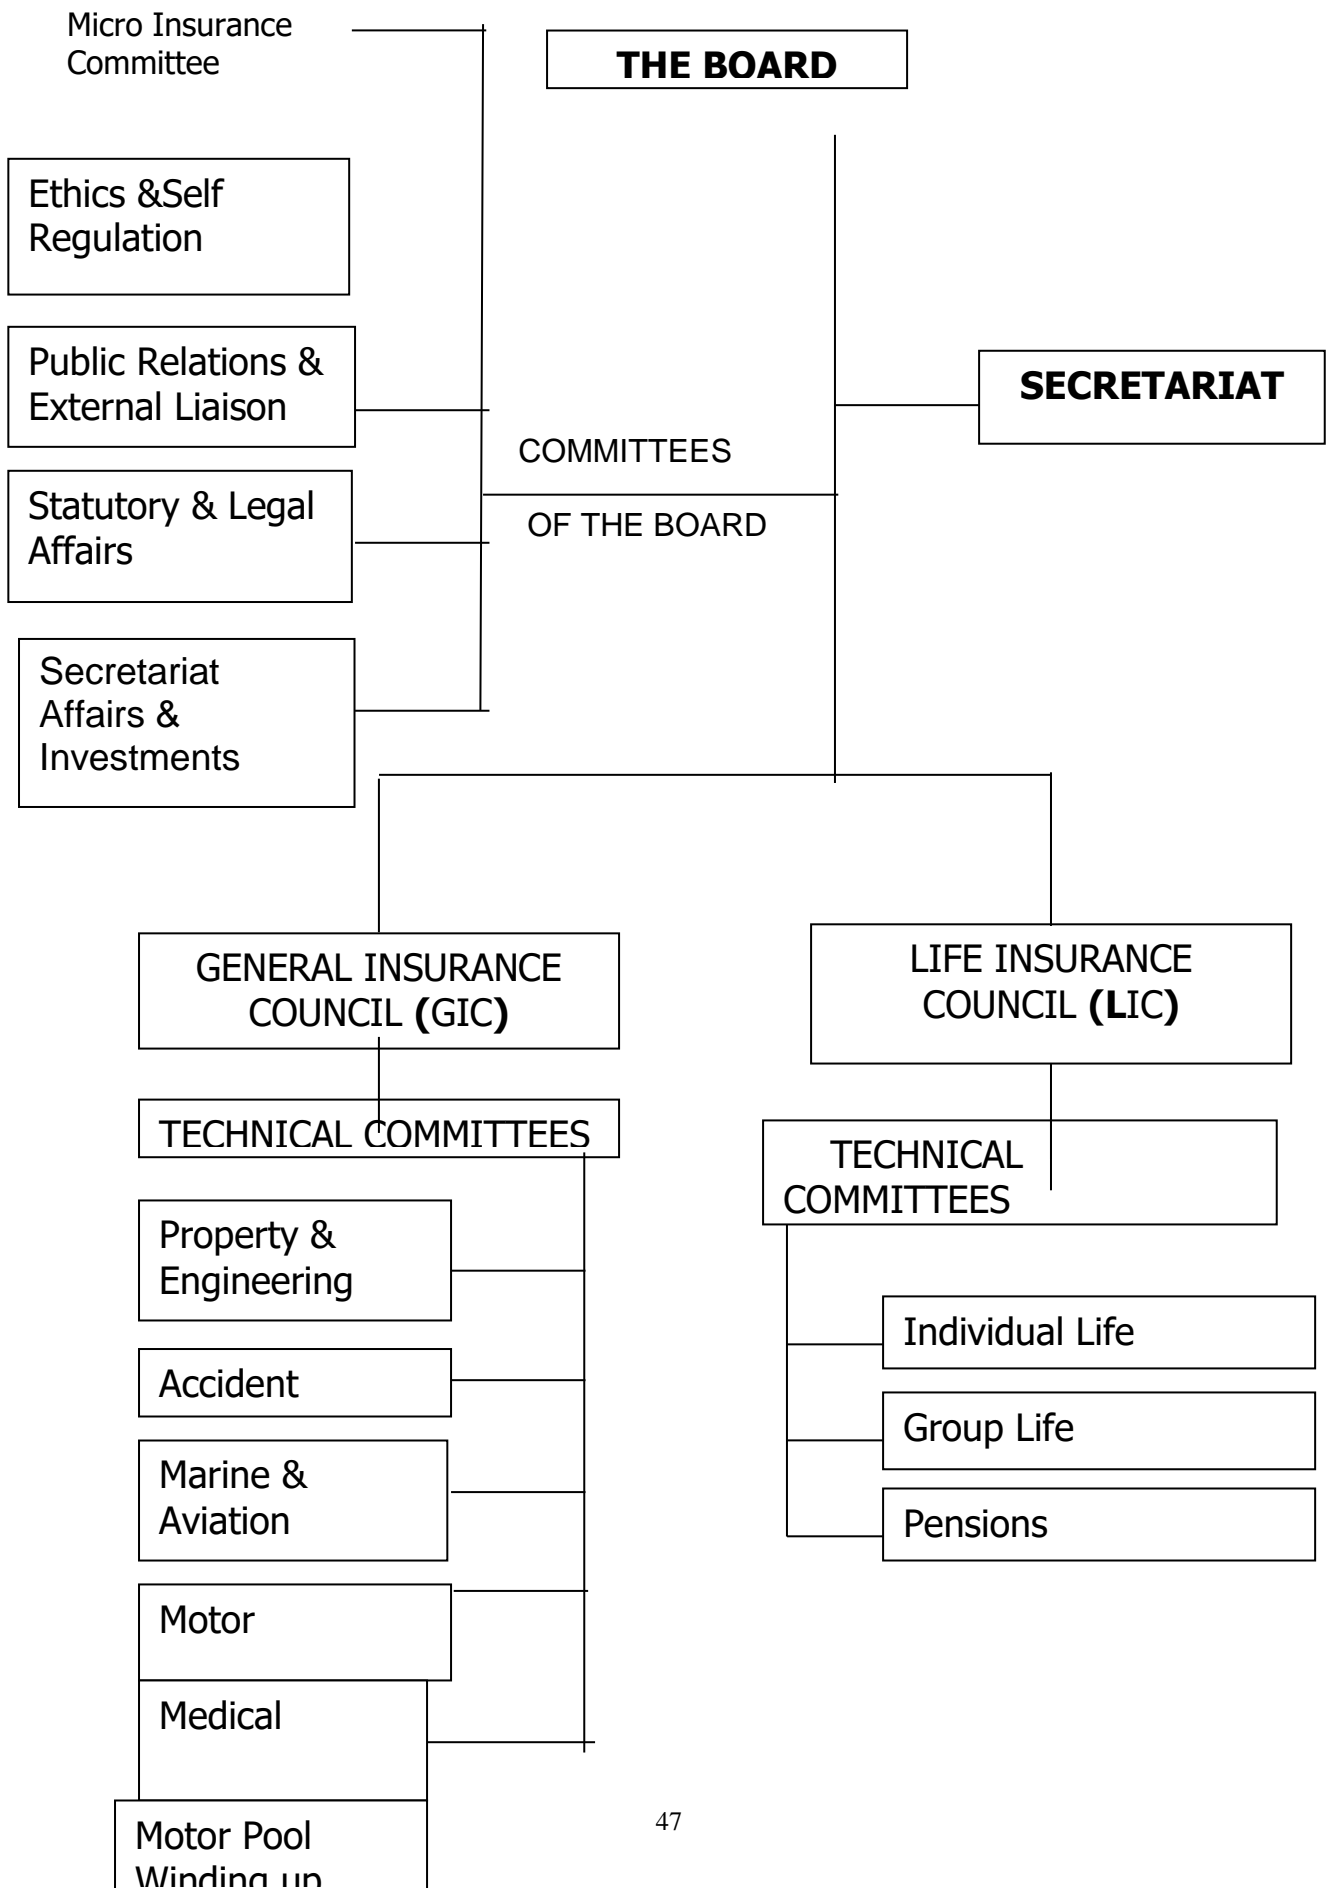 Micro Insurance
Committee
THE BOARD
Ethics &Self
Regulation
Public Relations &
External Liaison
SECRETARIAT
COMMITTEES
OF THE BOARD
Statutory & Legal
Affairs
Secretariat
Affairs &
Investments
GENERAL INSURANCE
COUNCIL (GIC)
LIFE INSURANCE
COUNCIL (LIC)
TECHNICAL COMMITTEES
Property &
Engineering
Accident
Marine &
Aviation
Motor
Medical
Motor Pool
Winding up
TECHNICAL
COMMITTEES
Individual Life
Group Life
Pensions
47